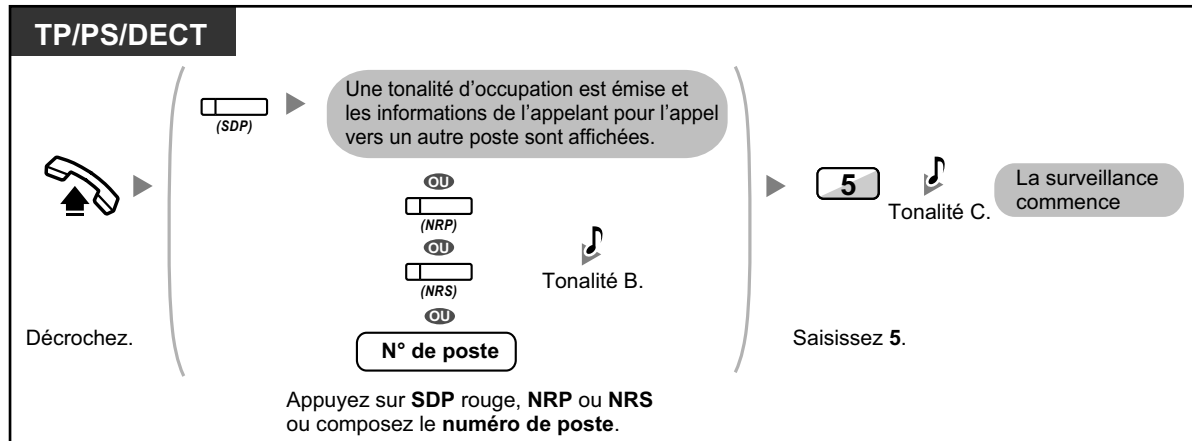 TP/PS/DECT
(SDP)
Une tonalité d'occupation est émise et
les informations de l'appelant pour l'appel
vers un autre poste sont affichées.
OU
(NRP)
OU
(NRS)
OU
N° de poste
Tonalité B.
5
Tonalité C.
La surveillance
commence
Décrochez.
Appuyez sur SDP rouge, NRP ou NRS
ou composez le numéro de poste.
Saisissez 5.